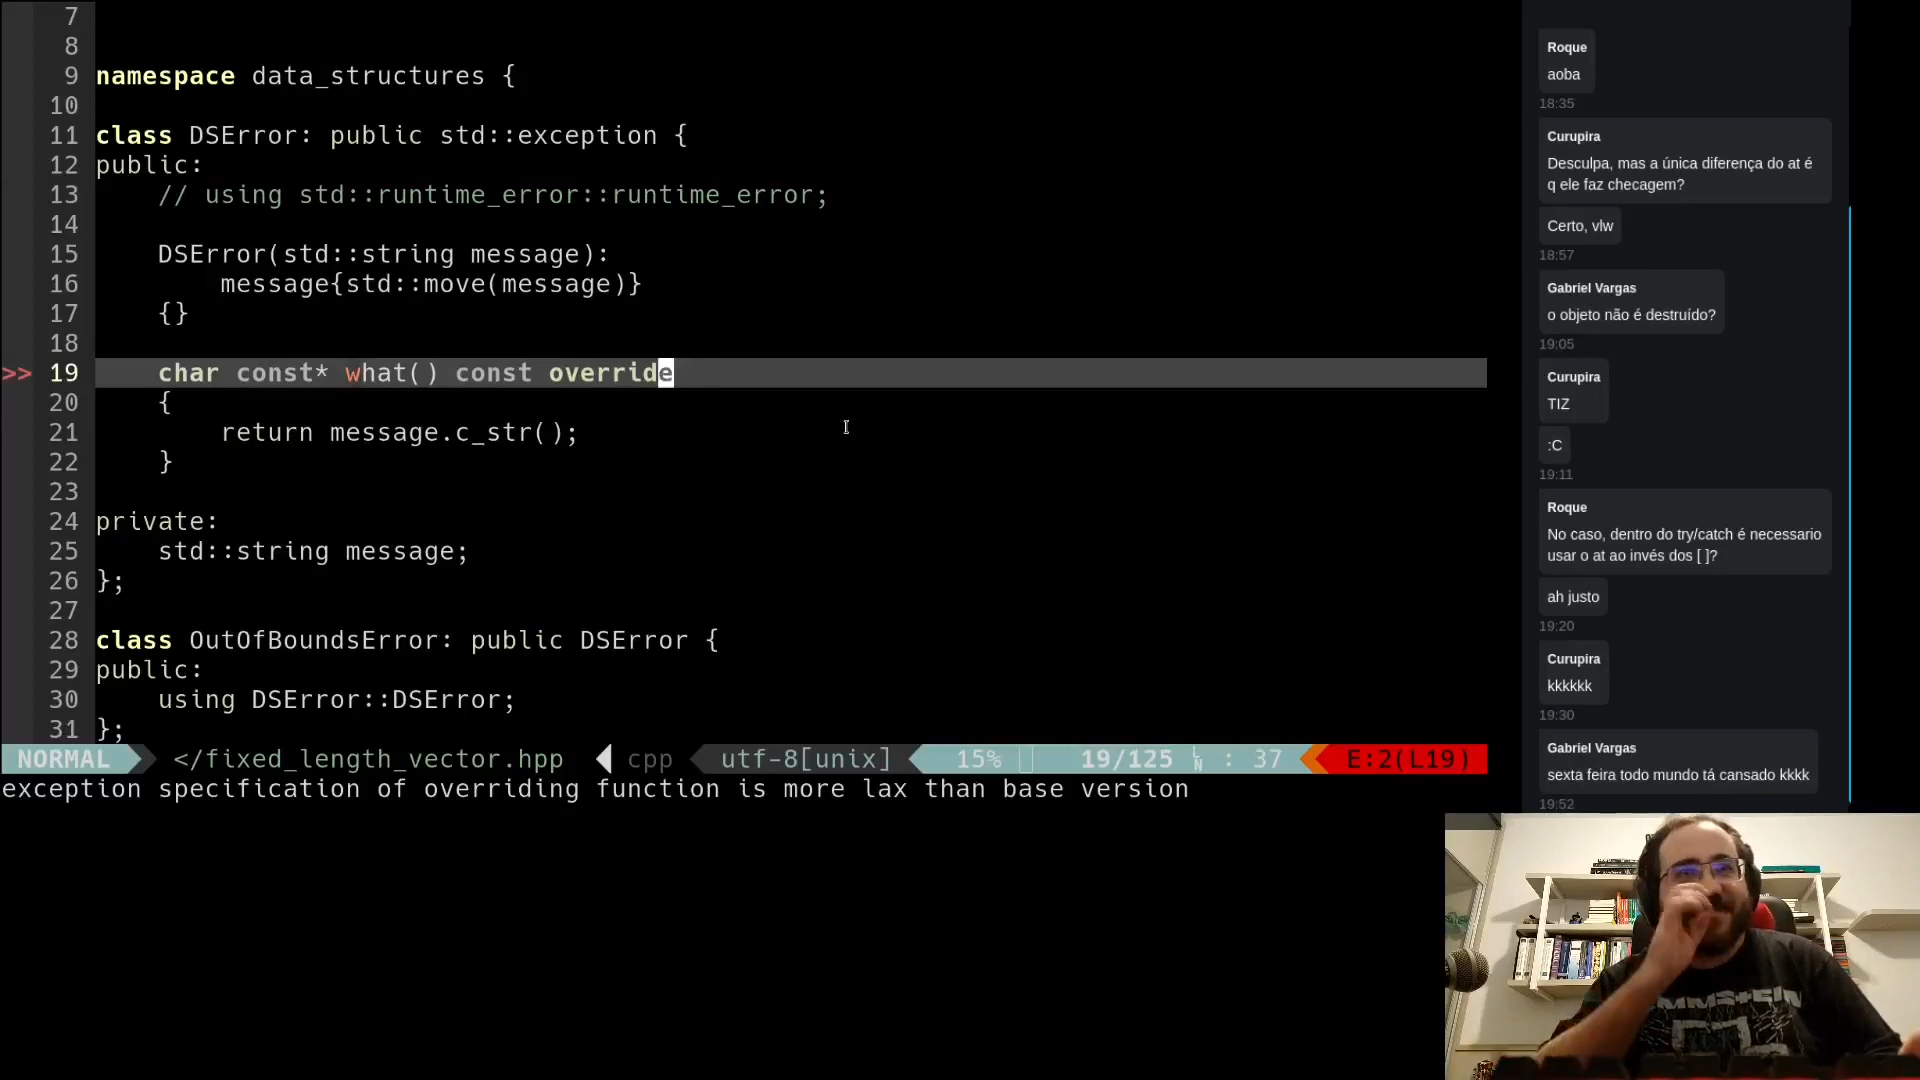 7
8
9 namespace data_structures {
10
11 class DSError: public std::exception {
12 public:
13 // using std::runtime_error::runtime_error;
14
15 DSError(std::string message):
16 message{std::move(message)}
17 {}
18
>> 19 char const* what() const override
20 {
21 return message.c_str();
22 }
23
24 private:
25 std::string message;
26 };
27
28 class OutOfBoundsError: public DSError {
29 public:
30 using DSError::DSError;
31 };
NORMAL </fixed_length_vector.hpp cpp utf-8[unix] 15% 19/125 : 37 E:2(L19)
exception specification of overriding function is more lax than base version
Roque
aoba
18:35
Curupira
Desculpa, mas a única diferença do at é
q ele faz checagem?
Certo, vlw
18:57
Gabriel Vargas
o objeto não é destruído?
19:05
Curupira
TIZ
:C
19:11
Roque
No caso, dentro do try/catch é necessario
usar o at ao invés dos [ ]?
ah justo
19:20
Curupira
kkkkkk
19:30
Gabriel Vargas
sexta feira todo mundo tá cansado kkkk
19:52